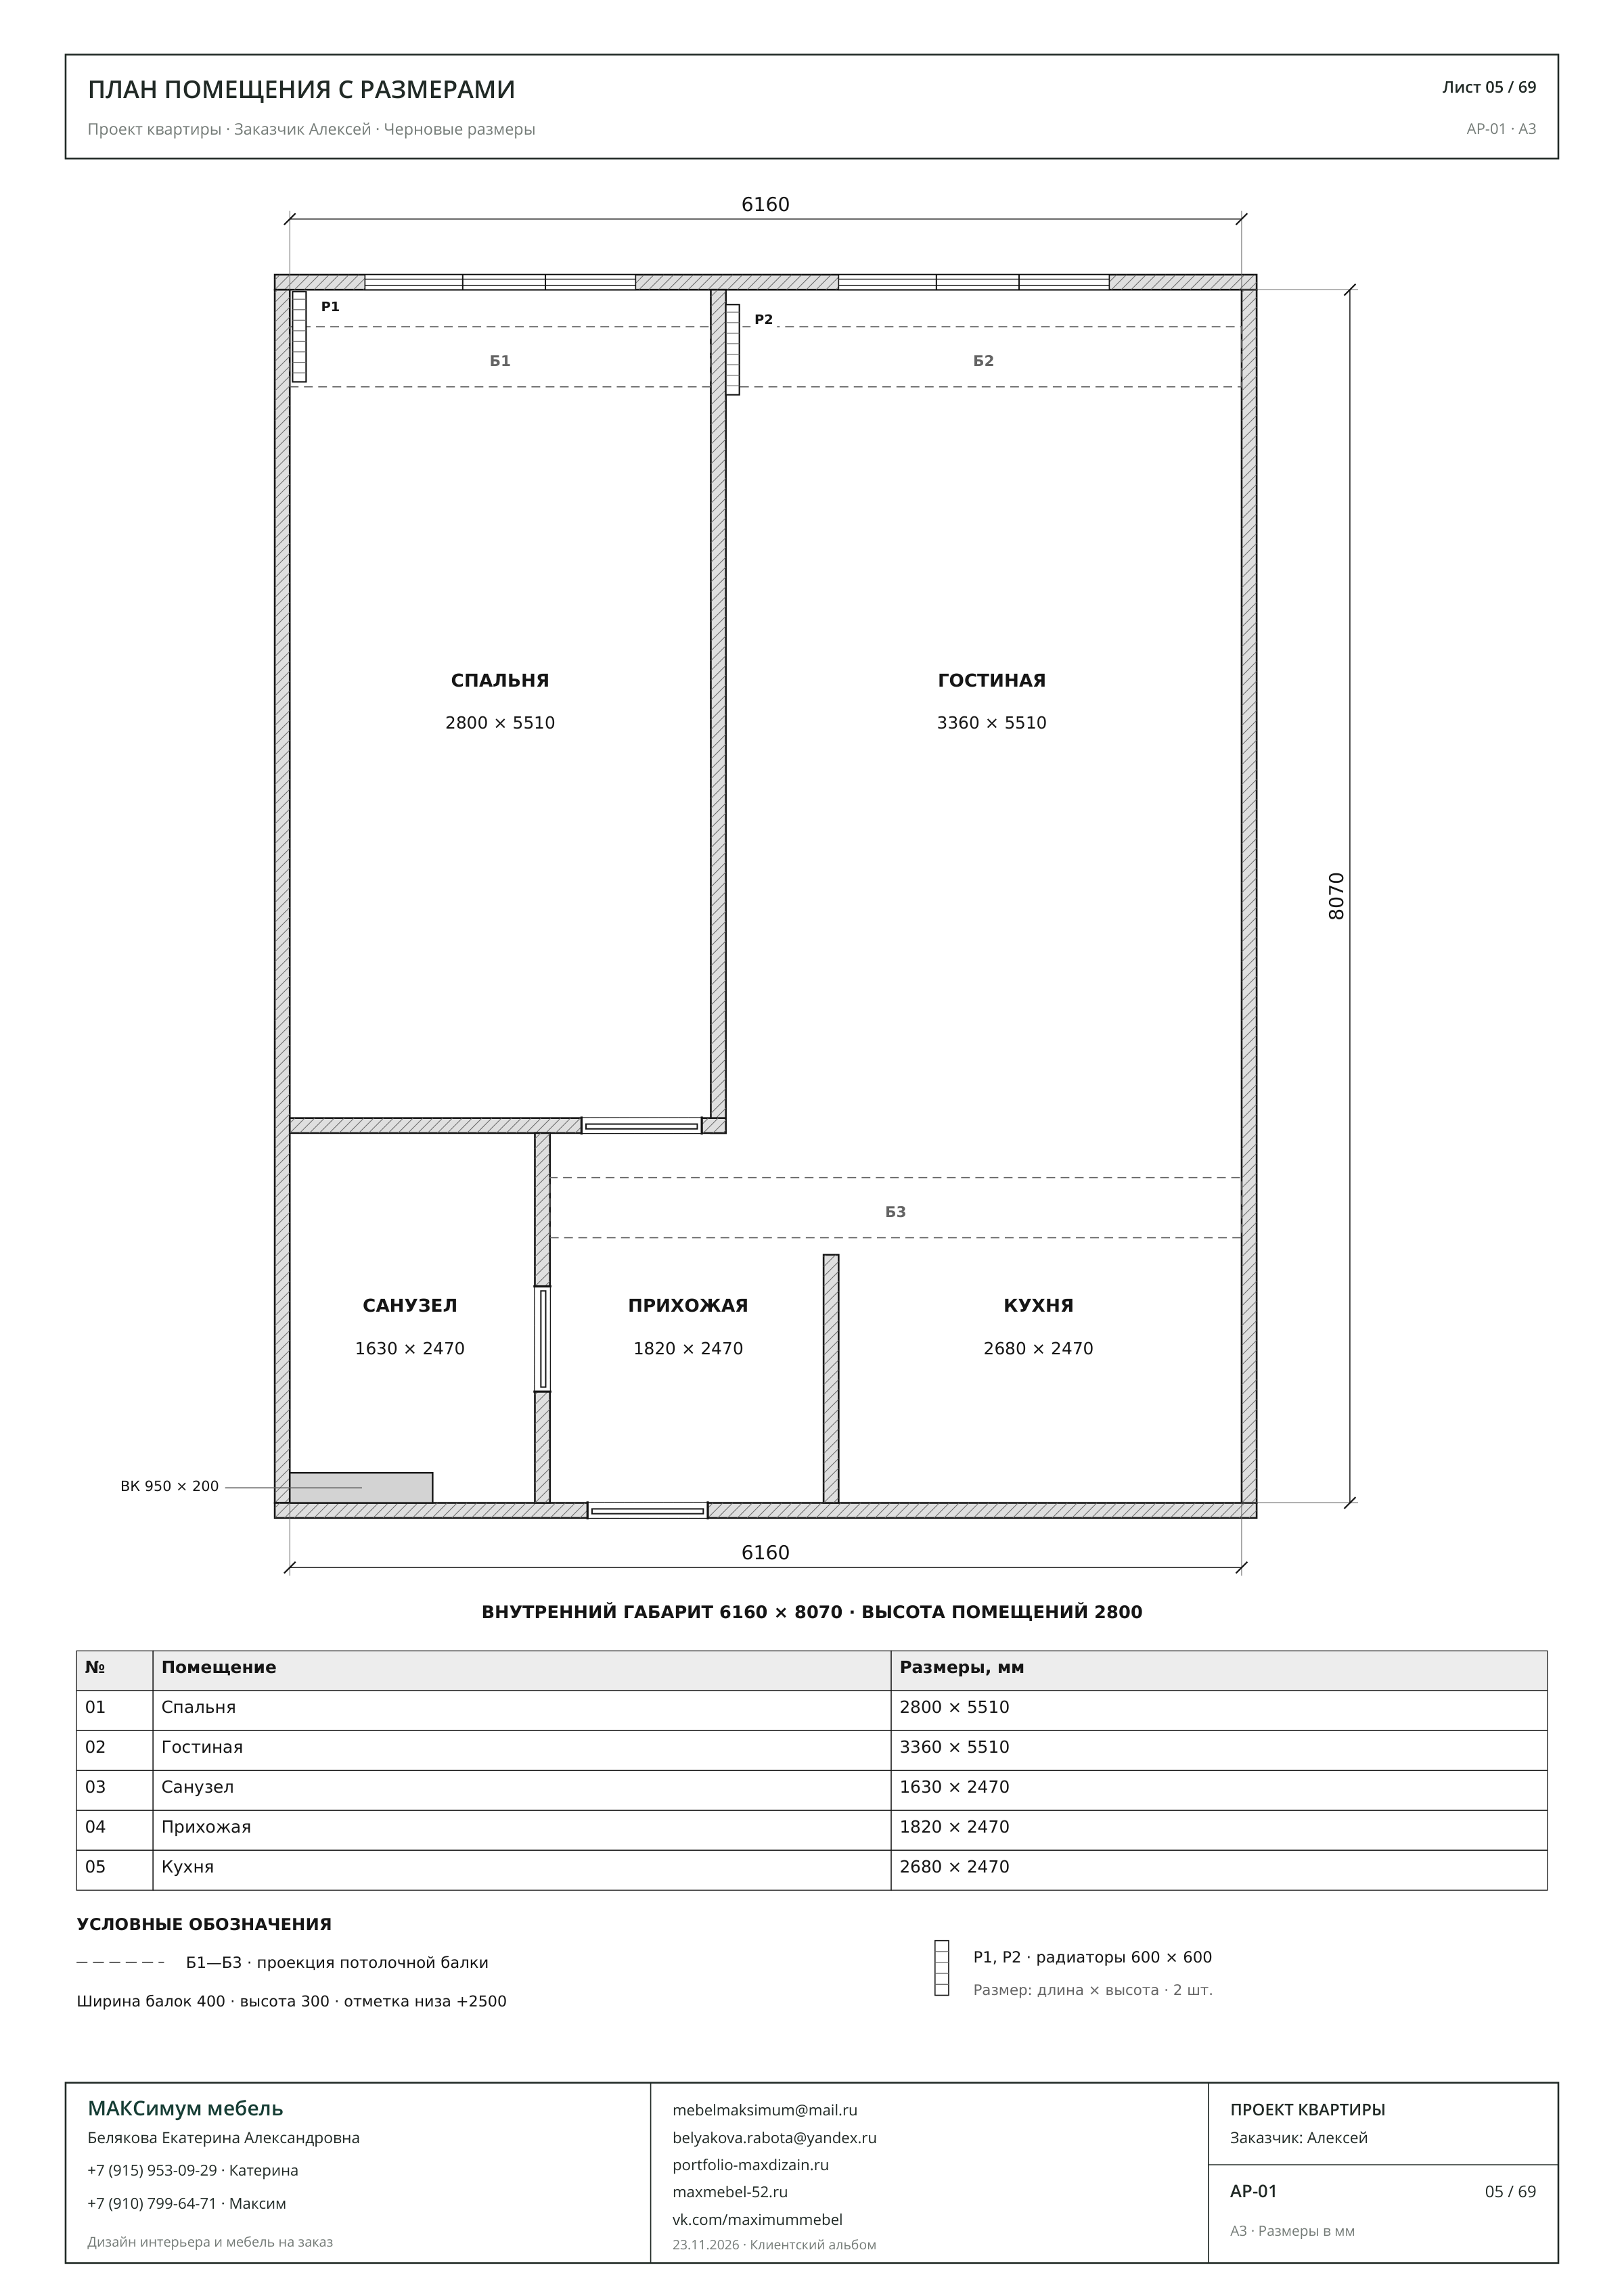 ПЛАН ПОМЕЩЕНИЯ С РАЗМЕРАМИ
Лист 05 / 69
Проект квартиры · Заказчик Алексей · Черновые размеры
АР-01 · А3
6160
Р1
Р2
Б1
Б2
СПАЛЬНЯ
2800 × 5510
ГОСТИНАЯ
3360 × 5510
8070
Б3
САНУЗЕЛ
1630 × 2470
ПРИХОЖАЯ
1820 × 2470
КУХНЯ
2680 × 2470
ВК 950 × 200
6160
ВНУТРЕННИЙ ГАБАРИТ 6160 × 8070 · ВЫСОТА ПОМЕЩЕНИЙ 2800
№ Помещение Размеры, мм
01 Спальня 2800 × 5510
02 Гостиная 3360 × 5510
03 Санузел 1630 × 2470
04 Прихожая 1820 × 2470
05 Кухня 2680 × 2470
УСЛОВНЫЕ ОБОЗНАЧЕНИЯ
Б1—Б3 · проекция потолочной балки
Ширина балок 400 · высота 300 · отметка низа +2500
Р1, Р2 · радиаторы 600 × 600
Размер: длина × высота · 2 шт.
МАКСимум мебель
Белякова Екатерина Александровна
+7 (915) 953-09-29 · Катерина
+7 (910) 799-64-71 · Максим
Дизайн интерьера и мебель на заказ
mebelmaksimum@mail.ru
belyakova.rabota@yandex.ru
portfolio-maxdizain.ru
maxmebel-52.ru
vk.com/maximummebel
23.11.2026 · Клиентский альбом
ПРОЕКТ КВАРТИРЫ
Заказчик: Алексей
АР-01 05 / 69
А3 · Размеры в мм